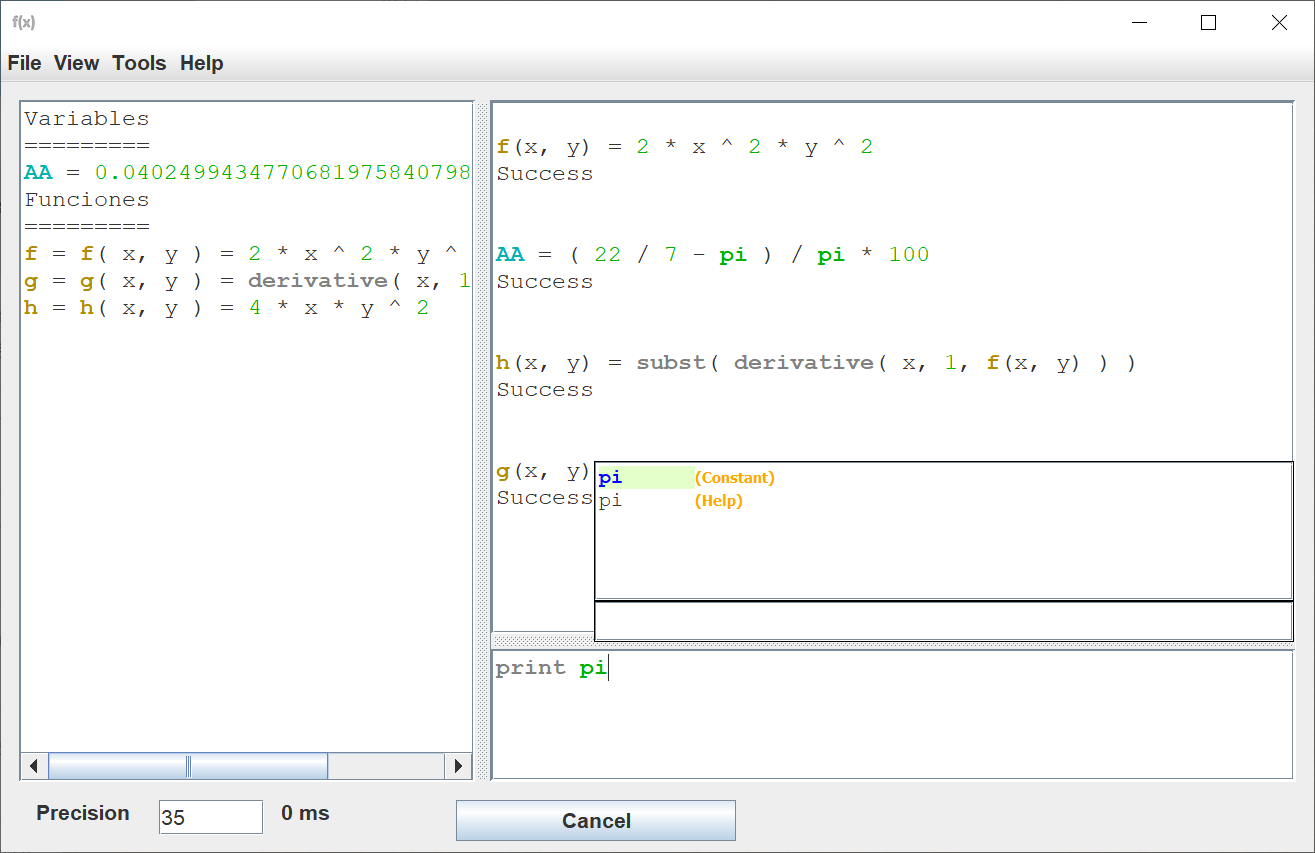 f(x)
File View Tools Help
Variables
=========
AA = 0.04024994347706819758​40798
Funciones
=========
f = f( x, y ) = 2 * x ^ 2 * y ^
g = g( x, y ) = derivative( x, 1
h = h( x, y ) = 4 * x * y ^ 2
f(x, y) = 2 * x ^ 2 * y ^ 2
Success
AA = ( 22 / 7 - pi ) / pi * 100
Success
h(x, y) = subst( derivative( x, 1, f(x, y) ) )
Success
g(x, y)
Success
pi (Constant)
pi (Help)
print pi
Precision 35 0 ms Cancel